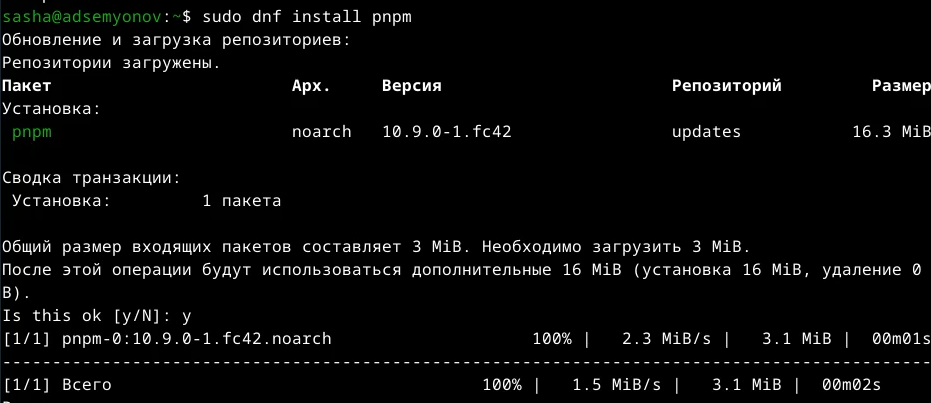 sasha@adsemyonov:~$ sudo dnf install pnpm
Обновление и загрузка репозиториев:
Репозитории загружены.
Пакет Арх. Версия Репозиторий Размер
Установка:
pnpm noarch 10.9.0-1.fc42 updates 16.3 MiB
Сводка транзакции:
Установка: 1 пакета
Общий размер входящих пакетов составляет 3 MiB. Необходимо загрузить 3 MiB.
После этой операции будут использоваться дополнительные 16 MiB (установка 16 MiB, удаление 0
B).
Is this ok [y/N]: y
[1/1] pnpm-0:10.9.0-1.fc42.noarch 100% | 2.3 MiB/s | 3.1 MiB | 00m01s
--------------------------------------------------------------------------------------------
[1/1] Всего 100% | 1.5 MiB/s | 3.1 MiB | 00m02s